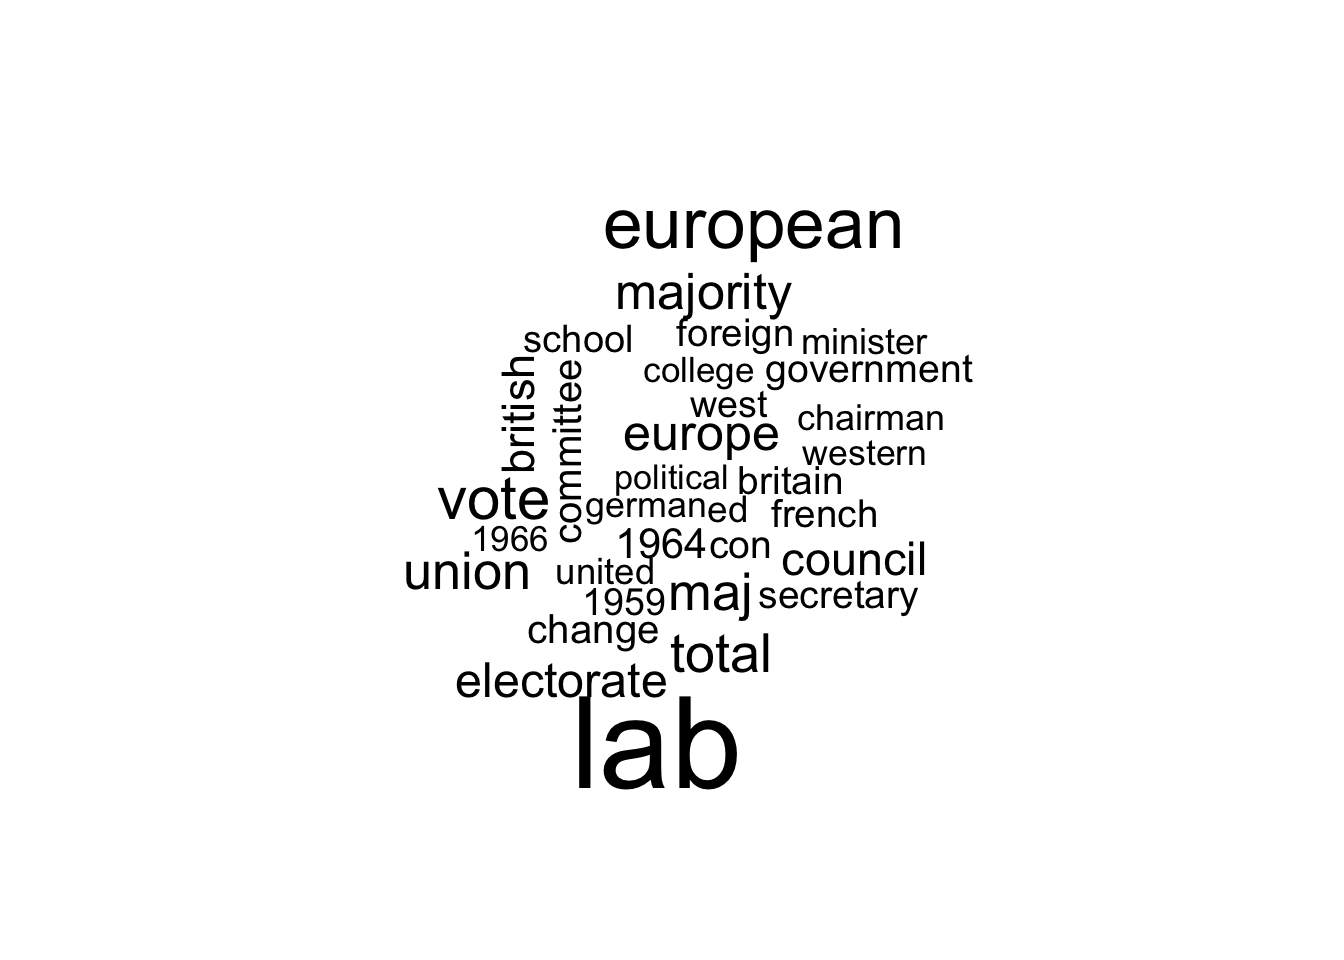 european
majority
school
foreign
minister
british
committee
college
government
west
chairman
europe
western
political
britain
vote
german
ed
french
1966
1964
con
council
union
united
1959
maj
secretary
change
total
electorate
lab